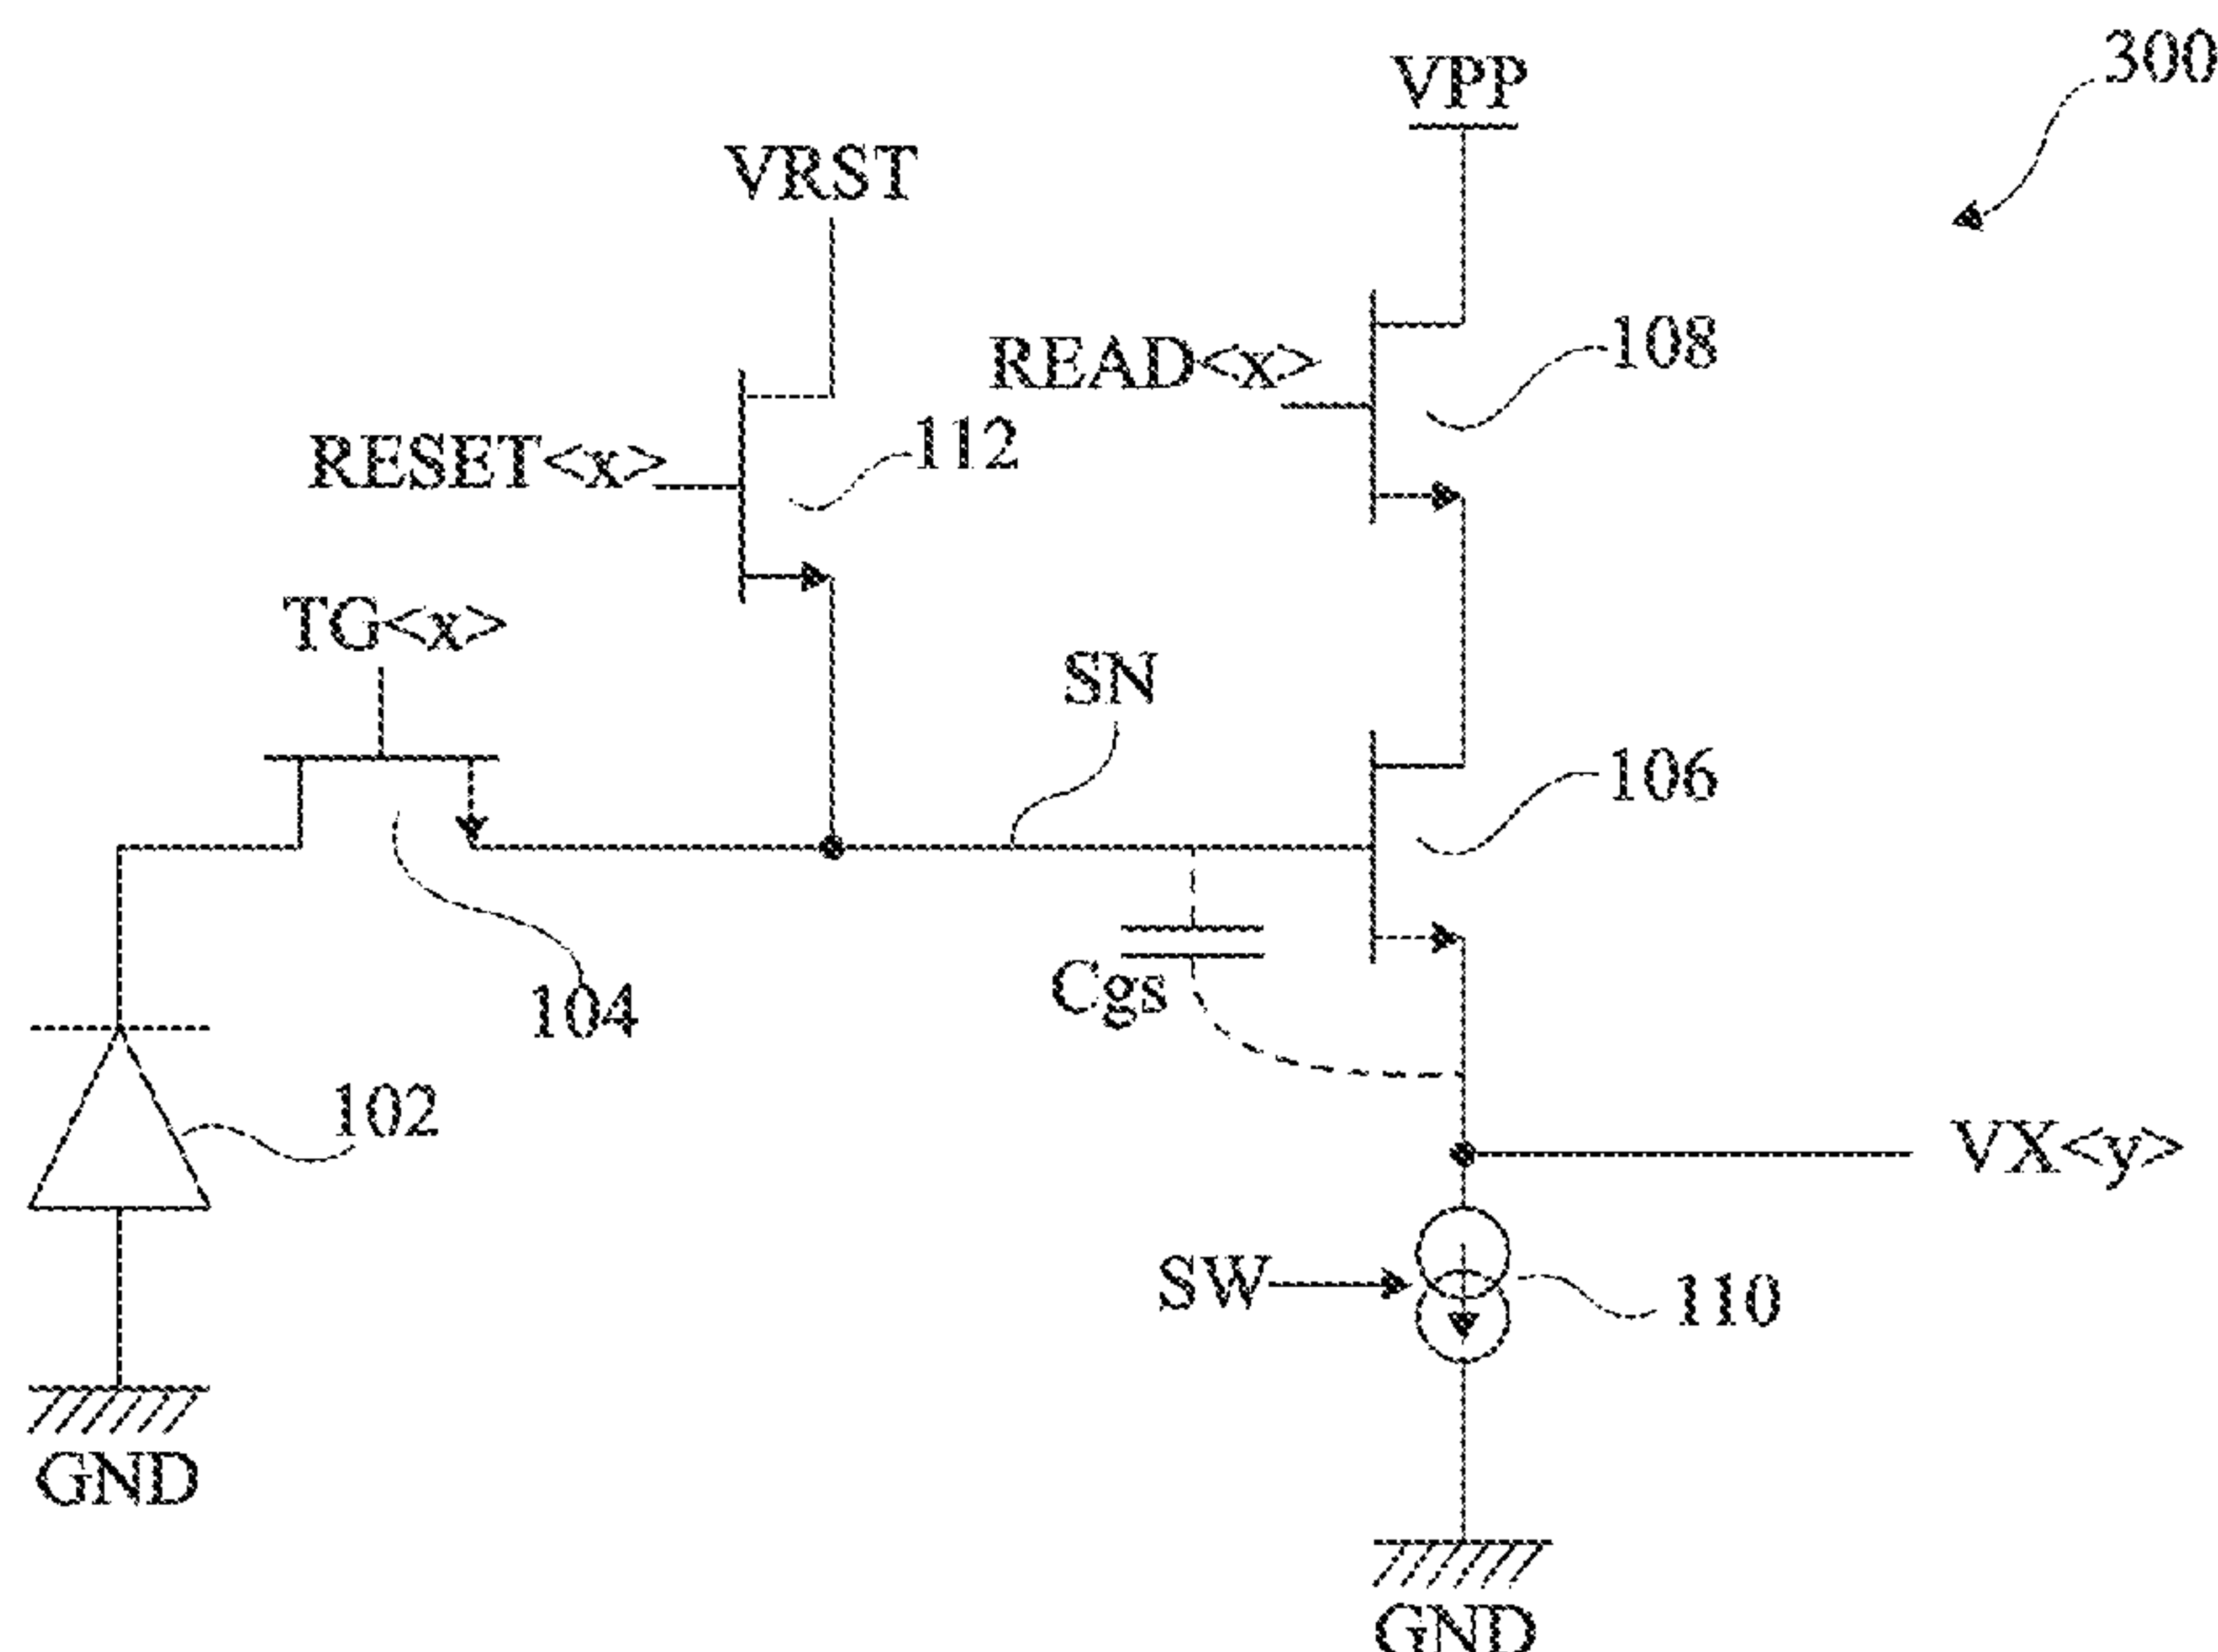 300
VPP
VRST
READ<x>
108
RESET<x>
112
TG<x>
SN
106
Cgs
104
102
VX<y>
SW
110
GND
GND